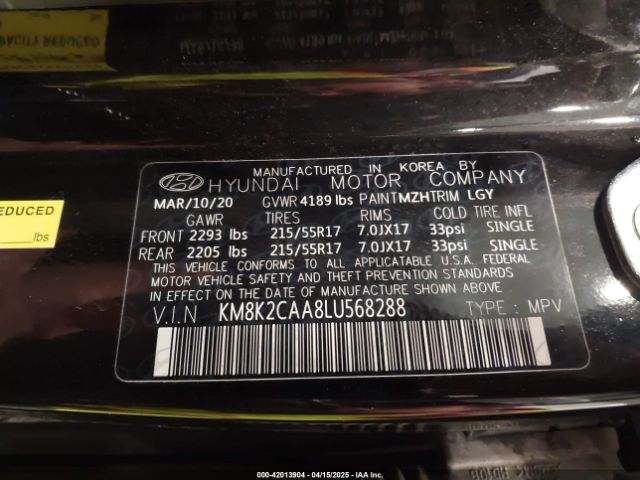 MANUFACTURED IN KOREA BY
HYUNDAI MOTOR COMPANY
MAR/10/20 GVWR 4189 lbs PAINT MZH TRIM LGY
GAWR TIRES RIMS COLD TIRE INFL
FRONT 2293 lbs 215/55R17 7.0JX17 33psi SINGLE
REAR 2205 lbs 215/55R17 7.0JX17 33psi SINGLE
THIS VEHICLE CONFORMS TO ALL APPLICABLE U.S.A. FEDERAL
MOTOR VEHICLE SAFETY AND THEFT PREVENTION STANDARDS
IN EFFECT ON THE DATE OF MANUFACTURE SHOWN ABOVE.
V.I.N KM8K2CAA8LU568288 TYPE : MPV
REDUCED
lbs
000-42013904 - 04/15/2025 - IAAI, Inc.